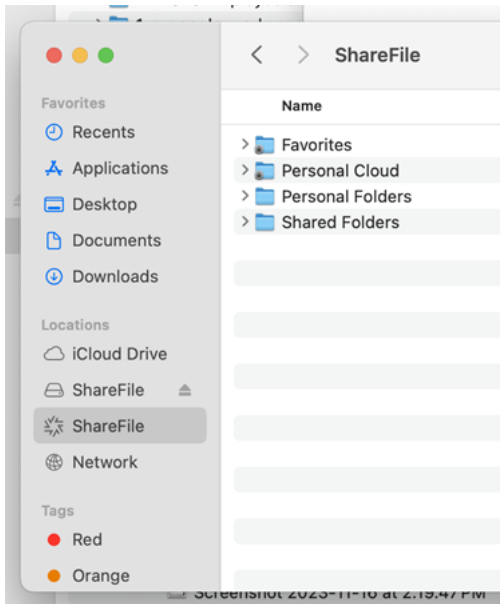 ShareFile
Favorites
Recents
Applications
Desktop
Documents
Downloads
Locations
iCloud Drive
ShareFile
ShareFile
Network
Tags
Red
Orange
Name
Favorites
Personal Cloud
Personal Folders
Shared Folders
Screenshot 2023-11-16 at 2.19.47 PM